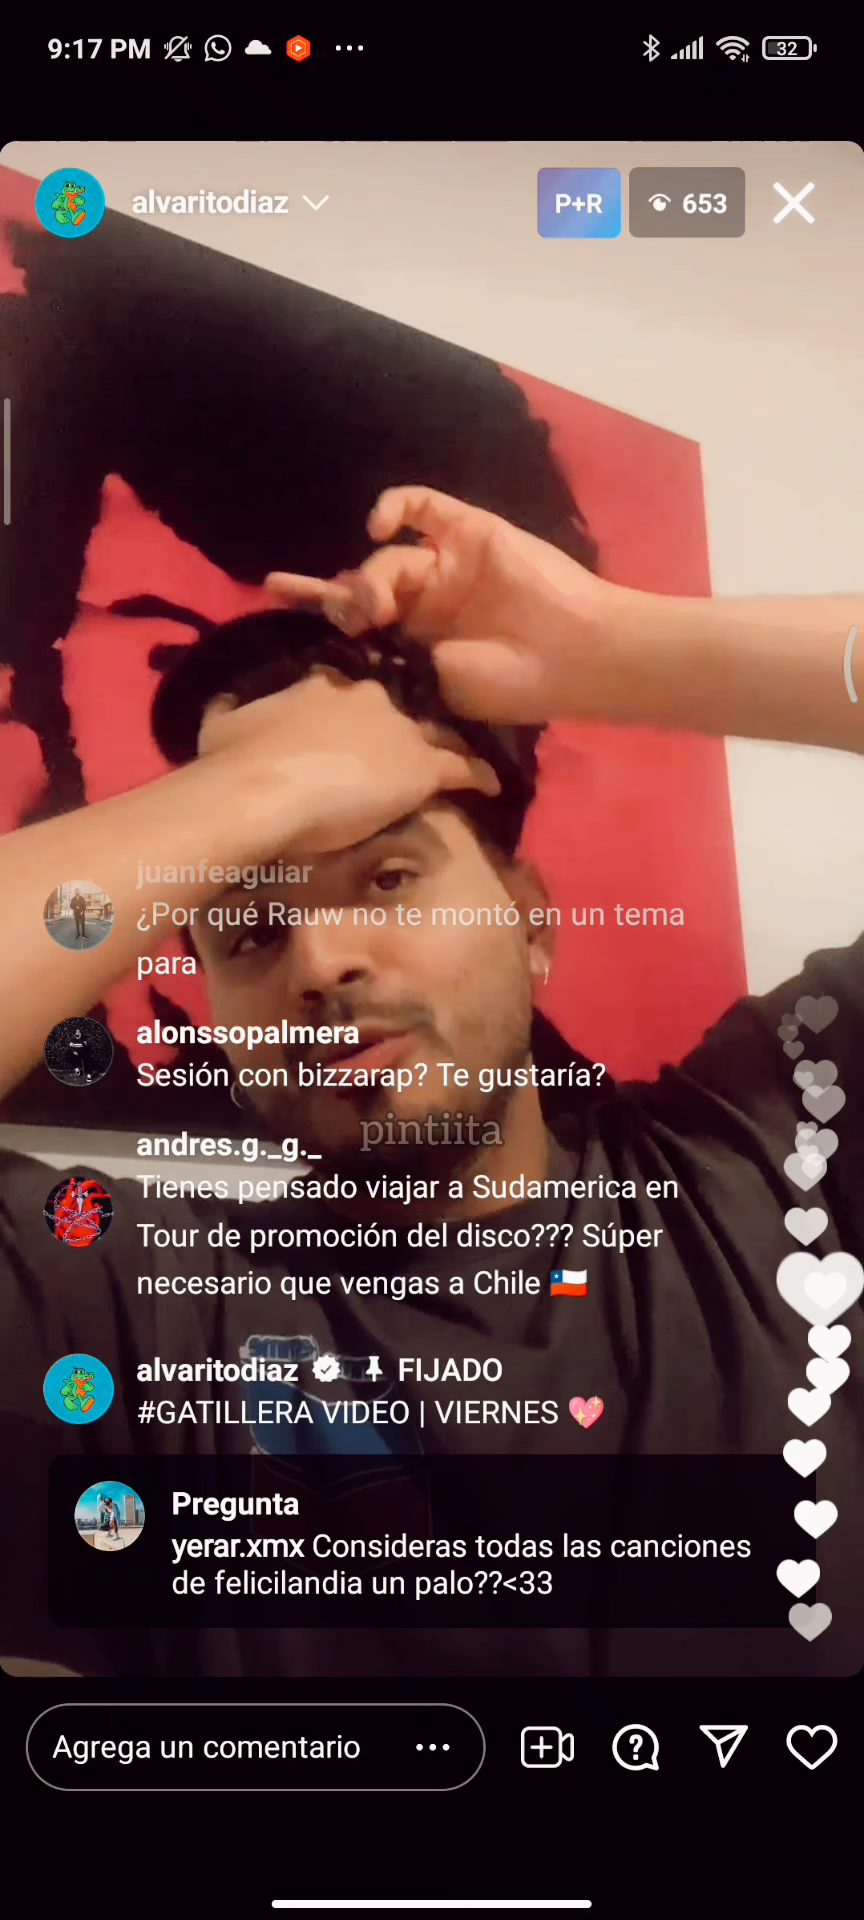 9:17 PM
32
alvaritodiaz
P+R
653
juanfeaguiar
¿Por qué Rauw no te montó en un tema
para
alonssopalmera
Sesión con bizzarap? Te gustaría?
pintiita
andres.g._g._
Tienes pensado viajar a Sudamerica en
Tour de promoción del disco??? Súper
necesario que vengas a Chile 🇨🇱
alvaritodiaz FIJADO
#GATILLERA VIDEO | VIERNES 💖
Pregunta
yerar.xmx Consideras todas las canciones
de felicilandia un palo??<33
Agrega un comentario